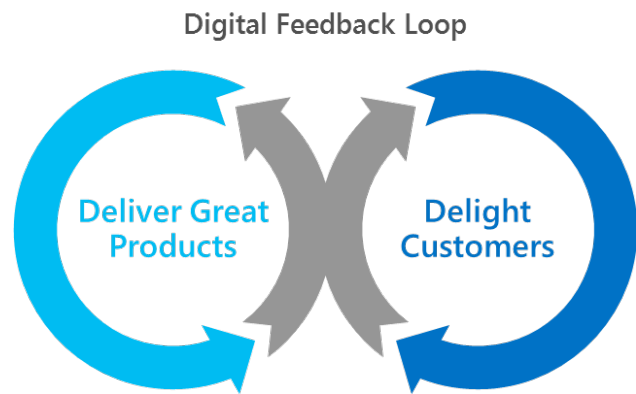 Digital Feedback Loop
Deliver Great
Products
Delight
Customers